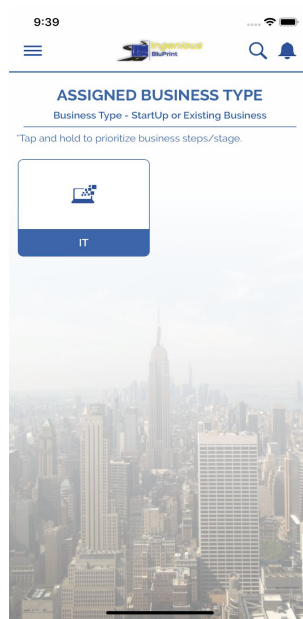 9:39
Ingenious
BluPrint
ASSIGNED BUSINESS TYPE
Business Type - StartUp or Existing Business
*Tap and hold to prioritize business steps/stage.
IT